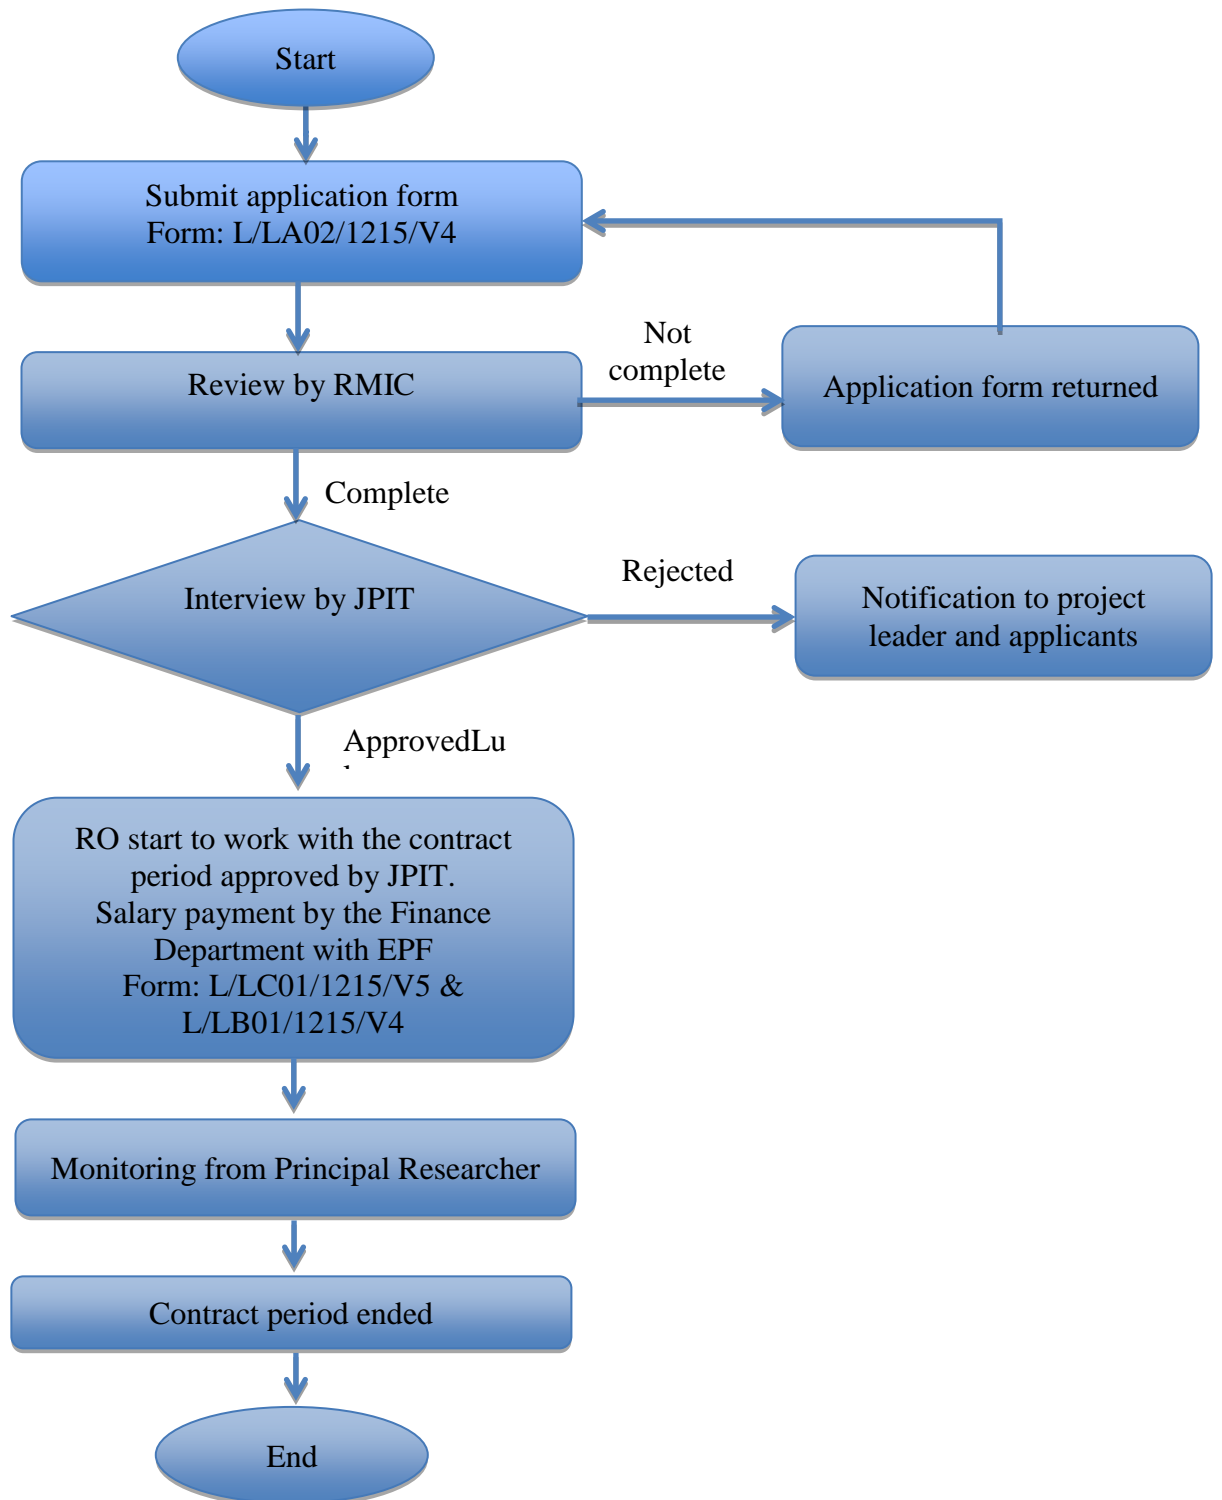 Start
Submit application form
Form: L/LA02/1215/V4
Not
complete
Review by RMIC
Application form returned
Complete
Rejected
Interview by JPIT
Notification to project
leader and applicants
ApprovedLu
RO start to work with the contract
period approved by JPIT.
Salary payment by the Finance
Department with EPF
Form: L/LC01/1215/V5 &
L/LB01/1215/V4
Monitoring from Principal Researcher
Contract period ended
End